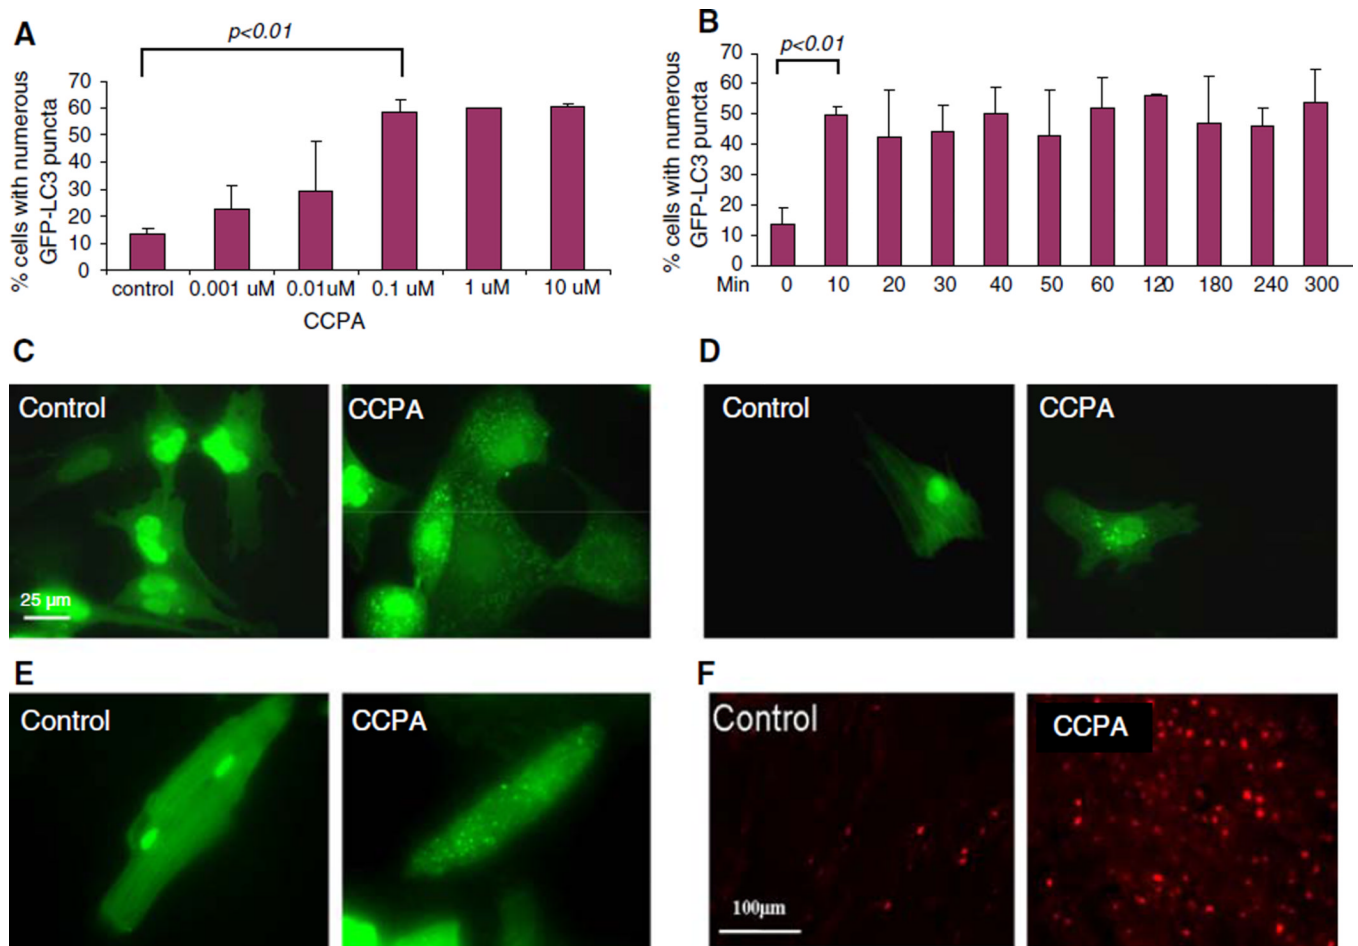 A
p<0.01
% cells with numerous
GFP-LC3 puncta
70
60
50
40
30
20
10
0
control 0.001 uM 0.01uM 0.1 uM 1 uM 10 uM
CCPA
B
p<0.01
% cells with numerous
GFP-LC3 puncta
70
60
50
40
30
20
10
0
Min 0 10 20 30 40 50 60 120 180 240 300
C
Control
CCPA
25 µm
D
Control
CCPA
E
Control
CCPA
F
Control
CCPA
100µm